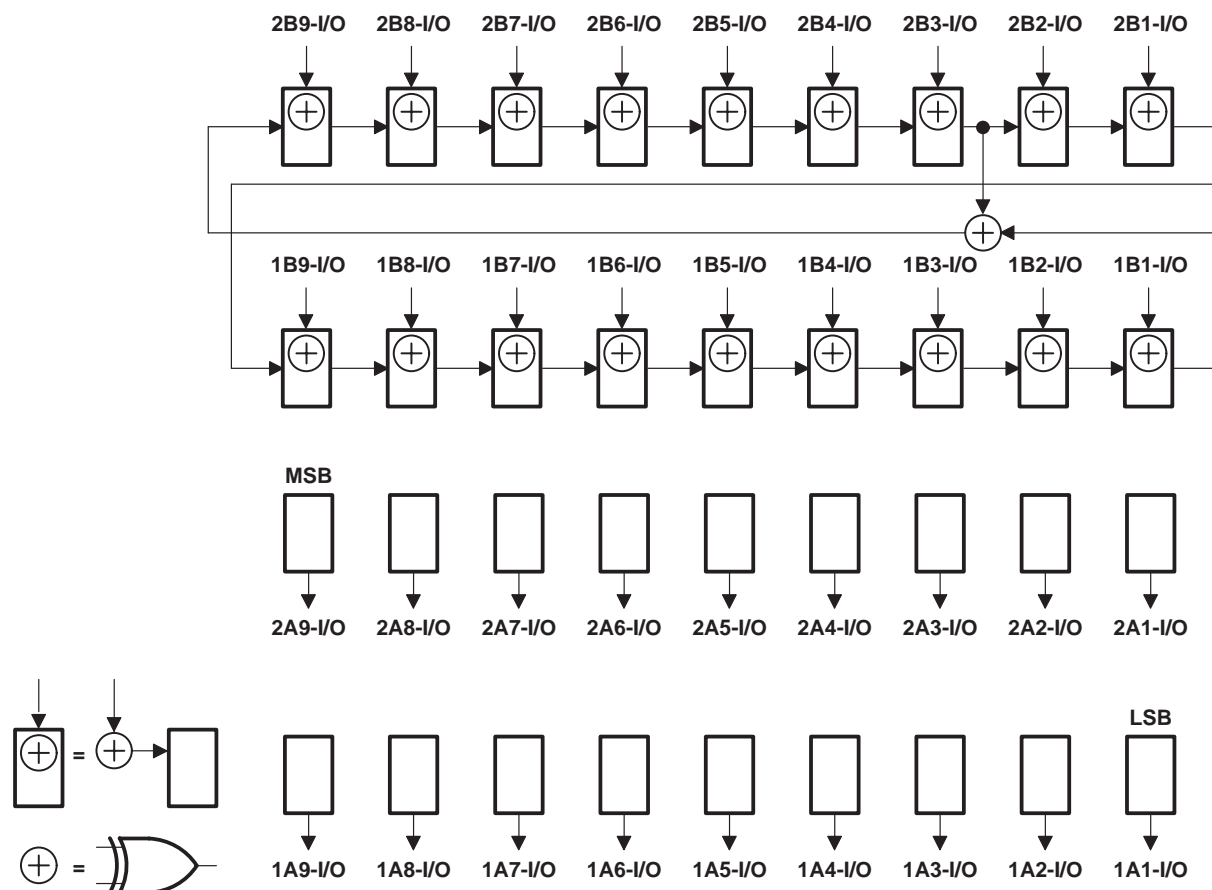 2B9-I/O 2B8-I/O 2B7-I/O 2B6-I/O 2B5-I/O 2B4-I/O 2B3-I/O 2B2-I/O 2B1-I/O
1B9-I/O 1B8-I/O 1B7-I/O 1B6-I/O 1B5-I/O 1B4-I/O 1B3-I/O 1B2-I/O 1B1-I/O
MSB
2A9-I/O 2A8-I/O 2A7-I/O 2A6-I/O 2A5-I/O 2A4-I/O 2A3-I/O 2A2-I/O 2A1-I/O
LSB
=
=
1A9-I/O 1A8-I/O 1A7-I/O 1A6-I/O 1A5-I/O 1A4-I/O 1A3-I/O 1A2-I/O 1A1-I/O